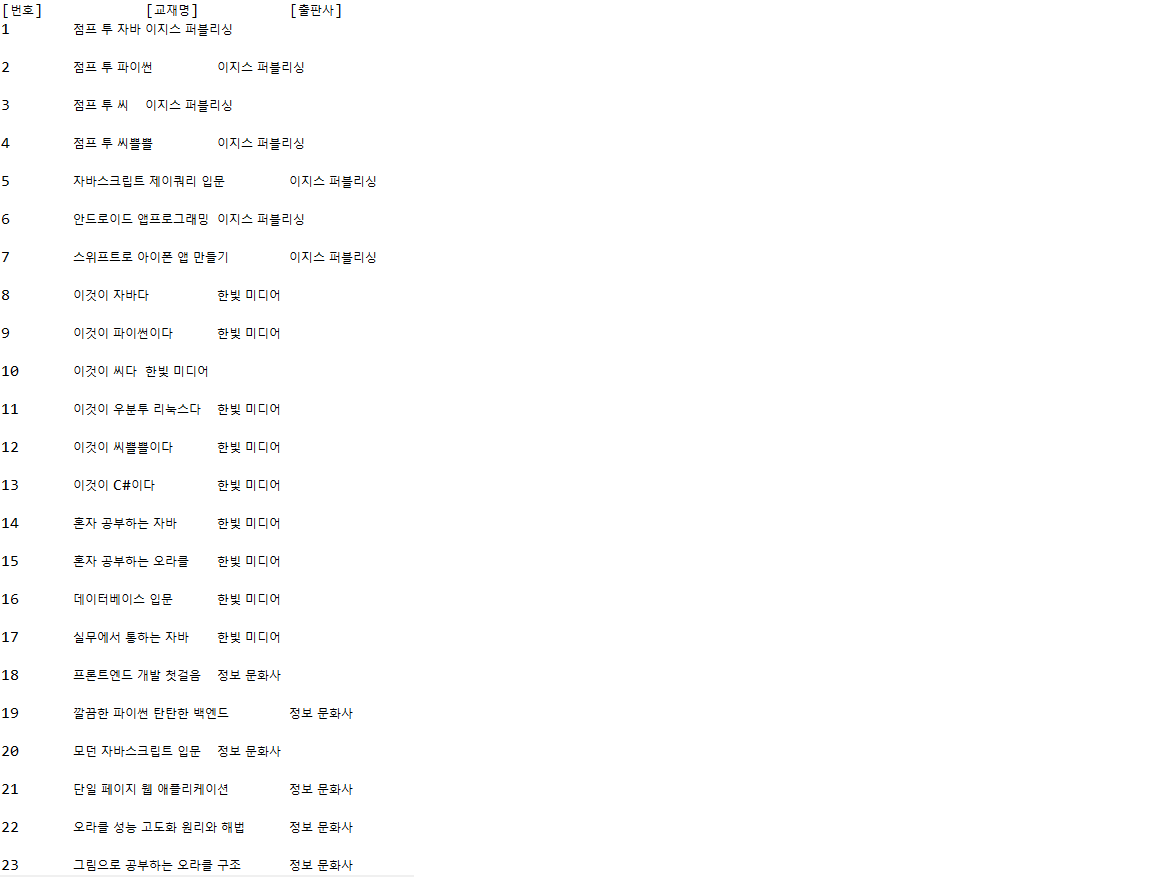 [번호] [교재명] [출판사]
1 점프 투 자바 이지스 퍼블리싱
2 점프 투 파이썬 이지스 퍼블리싱
3 점프 투 씨 이지스 퍼블리싱
4 점프 투 씨쁠쁠 이지스 퍼블리싱
5 자바스크립트 제이쿼리 입문 이지스 퍼블리싱
6 안드로이드 앱프로그래밍 이지스 퍼블리싱
7 스위프트로 아이폰 앱 만들기 이지스 퍼블리싱
8 이것이 자바다 한빛 미디어
9 이것이 파이썬이다 한빛 미디어
10 이것이 씨다 한빛 미디어
11 이것이 우분투 리눅스다 한빛 미디어
12 이것이 씨쁠쁠이다 한빛 미디어
13 이것이 C#이다 한빛 미디어
14 혼자 공부하는 자바 한빛 미디어
15 혼자 공부하는 오라클 한빛 미디어
16 데이터베이스 입문 한빛 미디어
17 실무에서 통하는 자바 한빛 미디어
18 프론트엔드 개발 첫걸음 정보 문화사
19 깔끔한 파이썬 탄탄한 백엔드 정보 문화사
20 모던 자바스크립트 입문 정보 문화사
21 단일 페이지 웹 애플리케이션 정보 문화사
22 오라클 성능 고도화 원리와 해법 정보 문화사
23 그림으로 공부하는 오라클 구조 정보 문화사